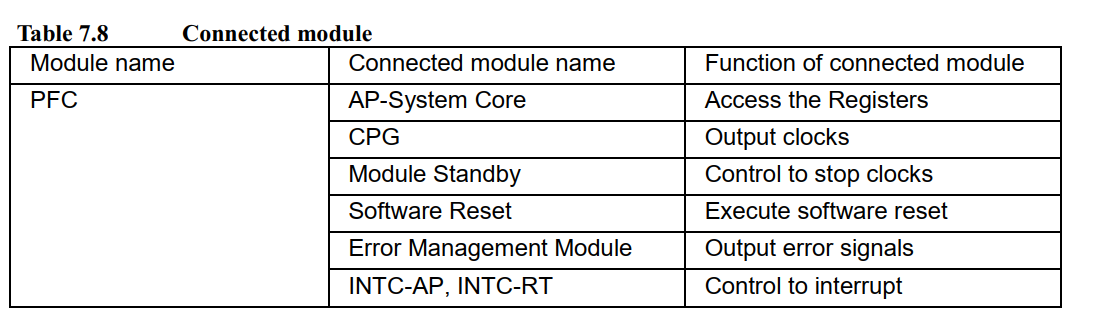 Table 7.8 Connected module
Module name Connected module name Function of connected module
PFC AP-System Core Access the Registers
CPG Output clocks
Module Standby Control to stop clocks
Software Reset Execute software reset
Error Management Module Output error signals
INTC-AP, INTC-RT Control to interrupt